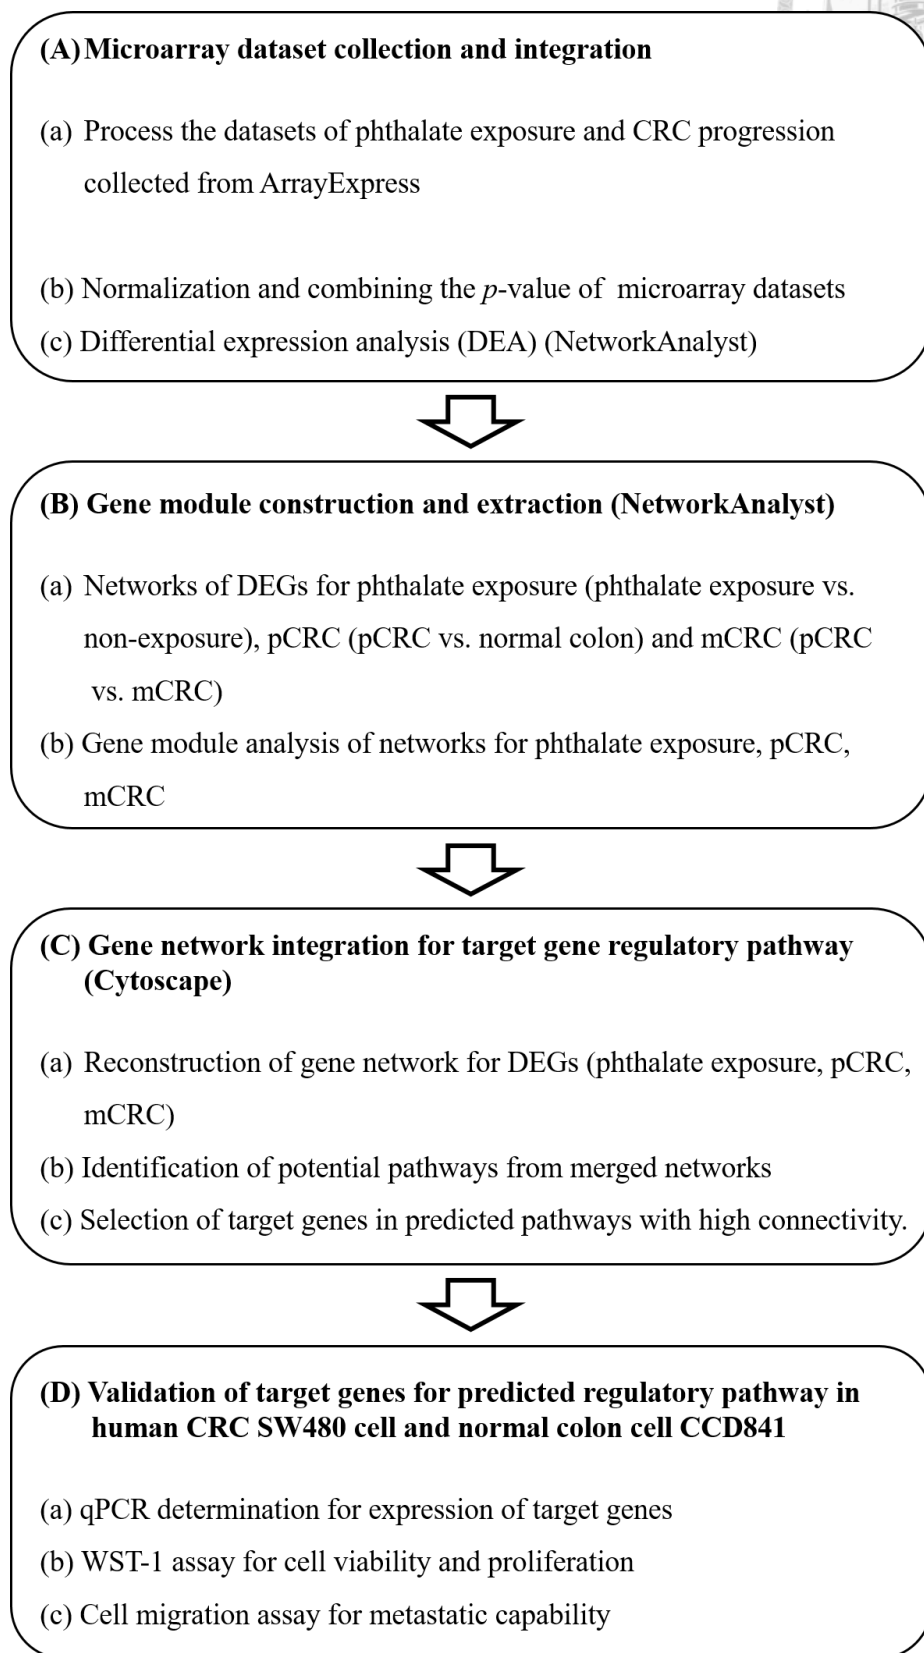 (A) Microarray dataset collection and integration
(a) Process the datasets of phthalate exposure and CRC progression
collected from ArrayExpress
(b) Normalization and combining the p-value of microarray datasets
(c) Differential expression analysis (DEA) (NetworkAnalyst)
(B) Gene module construction and extraction (NetworkAnalyst)
(a) Networks of DEGs for phthalate exposure (phthalate exposure vs.
non-exposure), pCRC (pCRC vs. normal colon) and mCRC (pCRC
vs. mCRC)
(b) Gene module analysis of networks for phthalate exposure, pCRC,
mCRC
(C) Gene network integration for target gene regulatory pathway
(Cytoscape)
(a) Reconstruction of gene network for DEGs (phthalate exposure, pCRC,
mCRC)
(b) Identification of potential pathways from merged networks
(c) Selection of target genes in predicted pathways with high connectivity.
(D) Validation of target genes for predicted regulatory pathway in
human CRC SW480 cell and normal colon cell CCD841
(a) qPCR determination for expression of target genes
(b) WST-1 assay for cell viability and proliferation
(c) Cell migration assay for metastatic capability